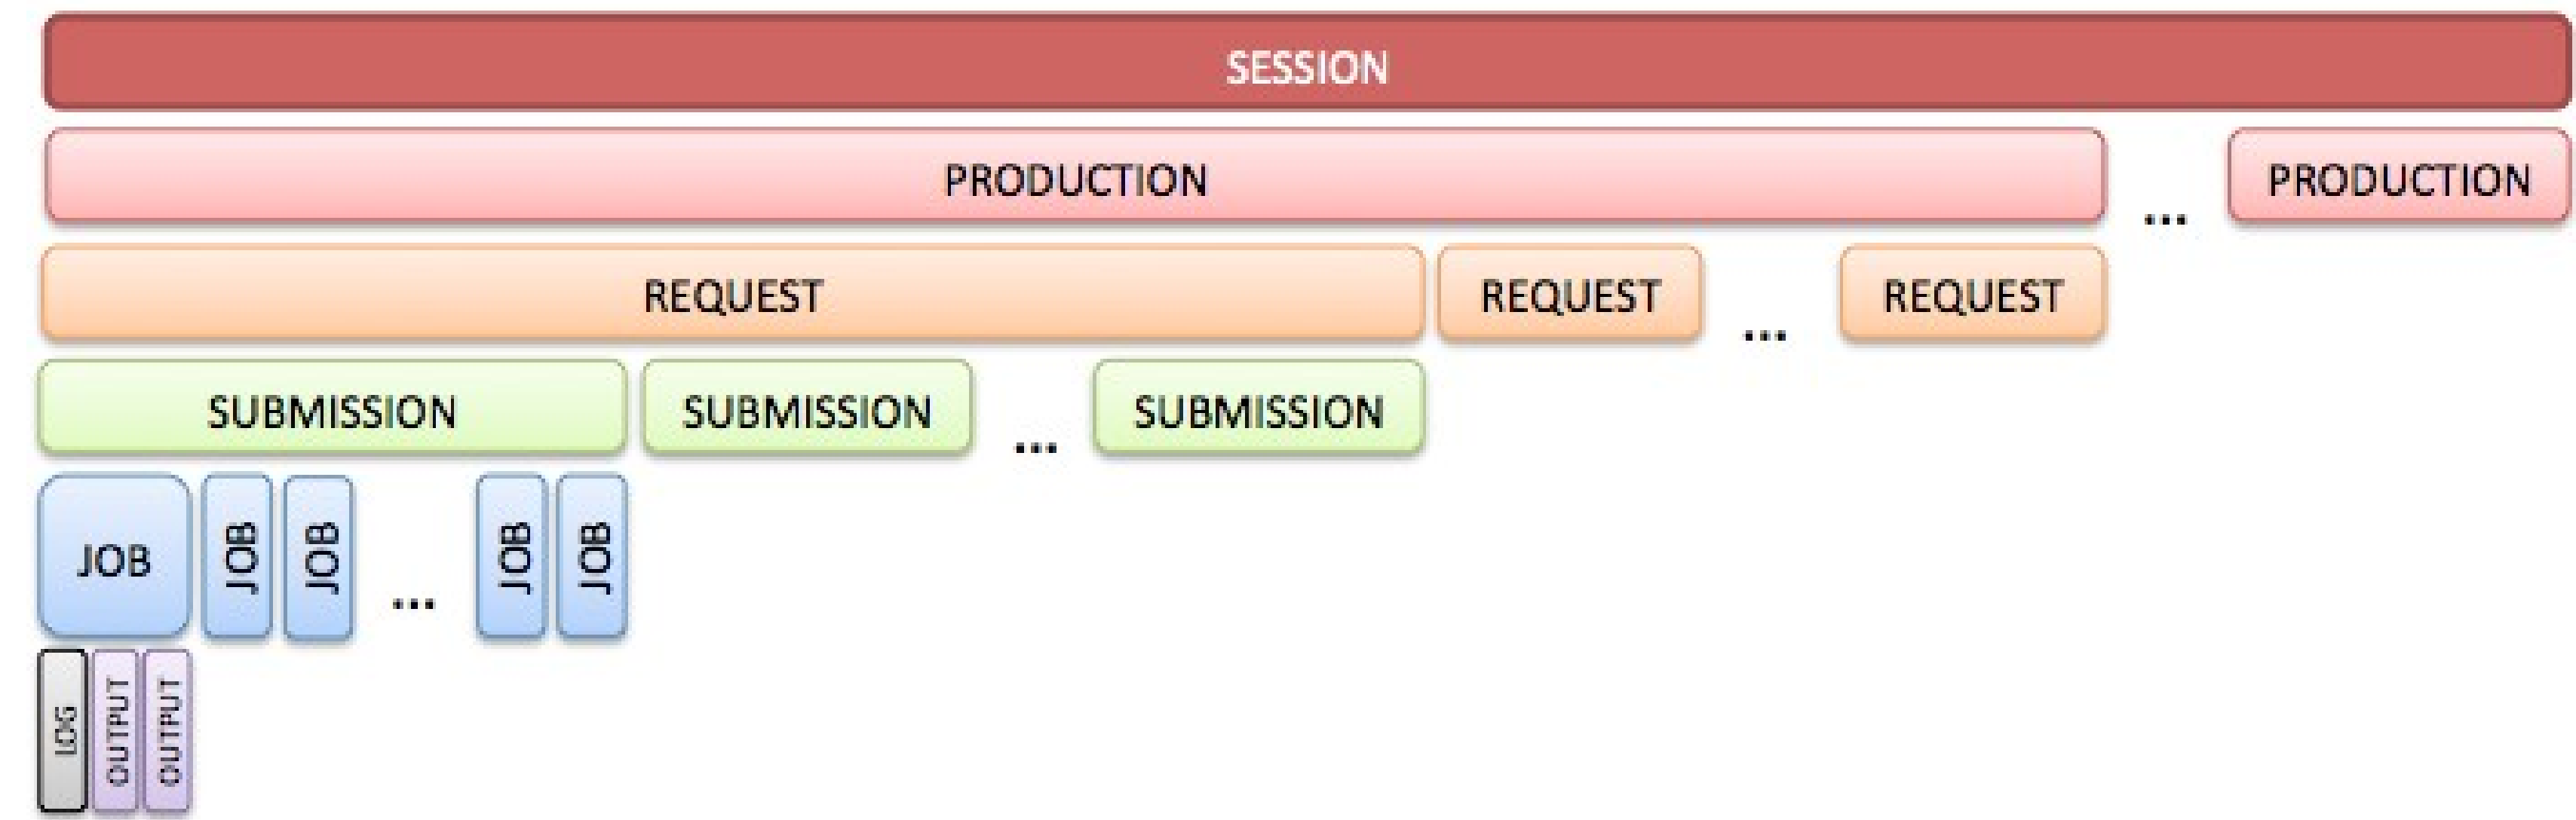 SESSION
PRODUCTION ... PRODUCTION
REQUEST REQUEST ... REQUEST
SUBMISSION SUBMISSION ... SUBMISSION
JOB JOB JOB ... JOB JOB
LOG OUTPUT OUTPUT